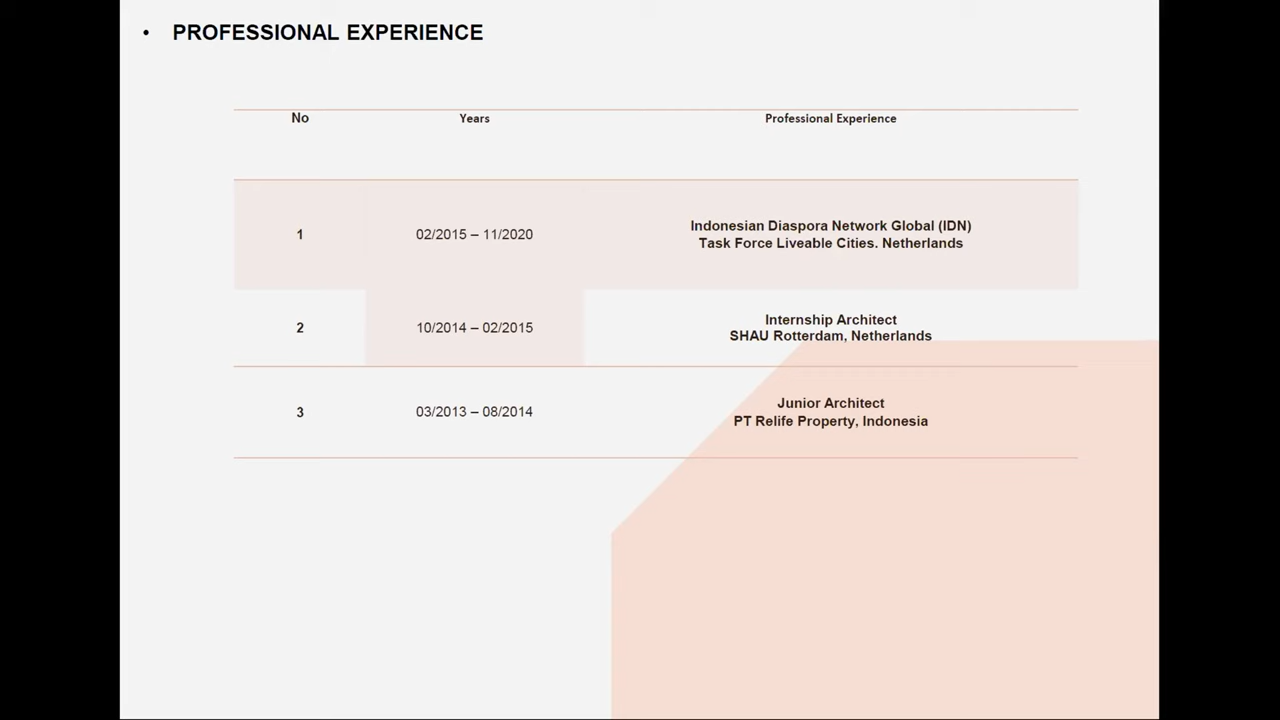 • PROFESSIONAL EXPERIENCE
No Years Professional Experience
1 02/2015 – 11/2020 Indonesian Diaspora Network Global (IDN)
Task Force Liveable Cities. Netherlands
2 10/2014 – 02/2015 Internship Architect
SHAU Rotterdam, Netherlands
3 03/2013 – 08/2014 Junior Architect
PT Relife Property, Indonesia